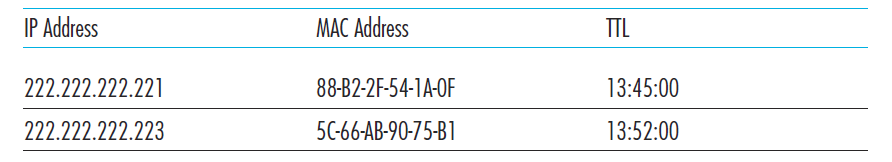 IP Address MAC Address TTL
222.222.222.221 88-B2-2F-54-1A-0F 13:45:00
222.222.222.223 5C-66-AB-90-75-B1 13:52:00